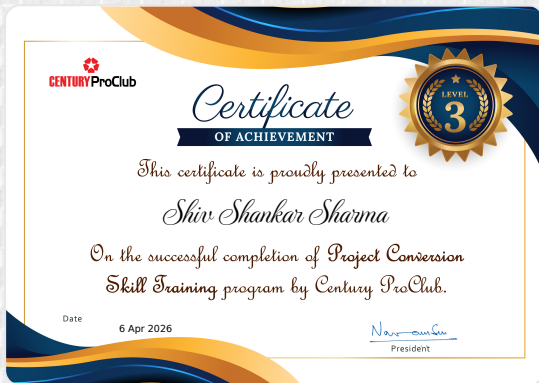 CENTURY ProClub
Certificate
OF ACHIEVEMENT
LEVEL
3
This certificate is proudly presented to
Shiv Shankar Sharma
On the successful completion of Project Conversion
Skill Training program by Century ProClub.
Date
6 Apr 2026
President